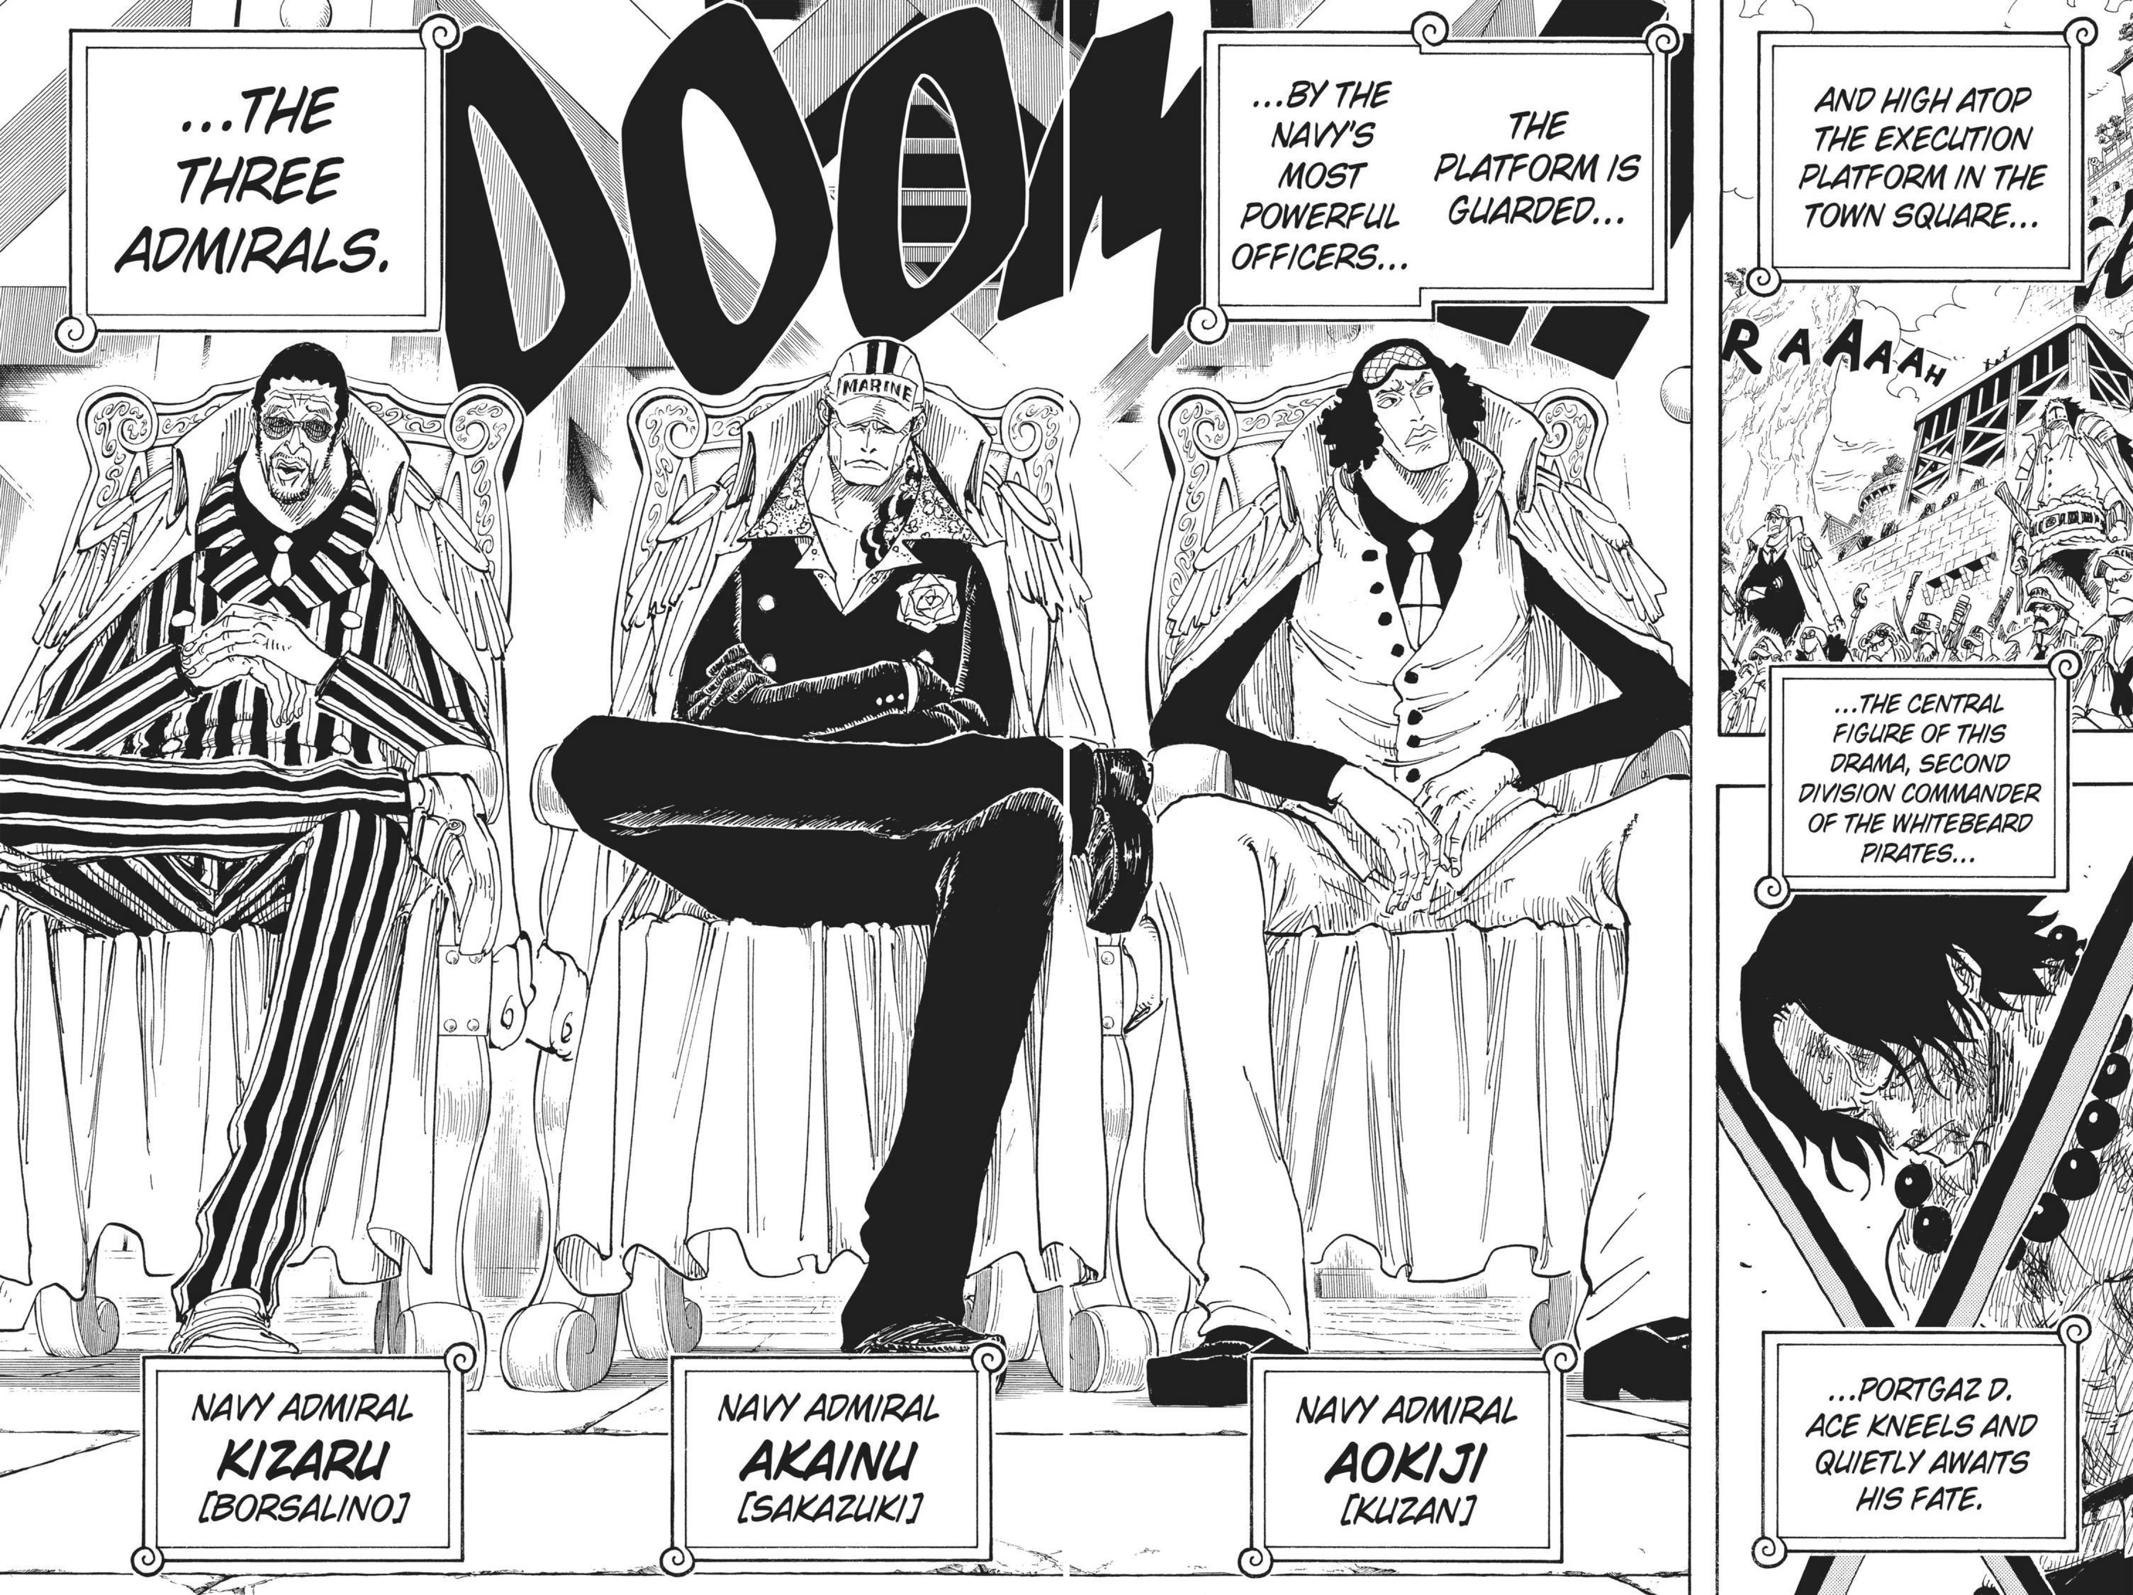 AND HIGH ATOP
THE EXECUTION
PLATFORM IN THE
TOWN SQUARE...
RAAAAH
...THE CENTRAL
FIGURE OF THIS
DRAMA, SECOND
DIVISION COMMANDER
OF THE WHITEBEARD
PIRATES...
...PORTGAZ D.
ACE KNEELS AND
QUIETLY AWAITS
HIS FATE.
THE
PLATFORM IS
GUARDED...
...BY THE
NAVY'S
MOST
POWERFUL
OFFICERS...
DOOM
...THE
THREE
ADMIRALS.
MARINE
NAVY ADMIRAL
AOKIJI
[KUZAN]
NAVY ADMIRAL
AKAINU
[SAKAZUKI]
NAVY ADMIRAL
KIZARU
[BORSALINO]